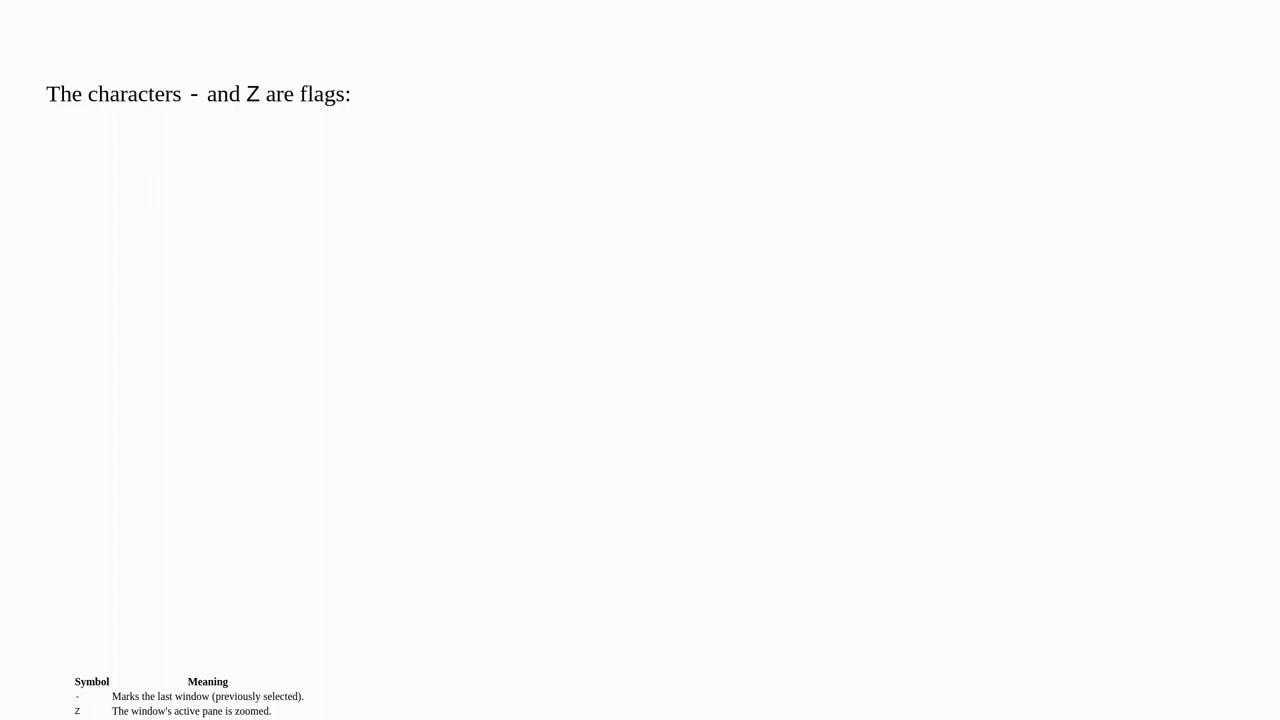 The characters - and Z are flags:
Symbol Meaning
- Marks the last window (previously selected).
Z The window's active pane is zoomed.